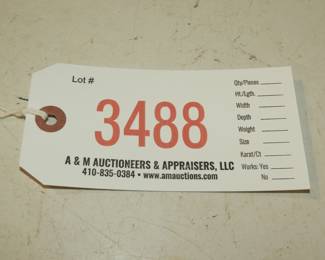 Lot #
3488
A & M AUCTIONEERS & APPRAISERS, LLC
410-835-0384 • www.amauctions.com
Qty/Pieces
Ht./Lgth.
Width
Depth
Weight
Size
Karat/Ct
Works: Yes
No